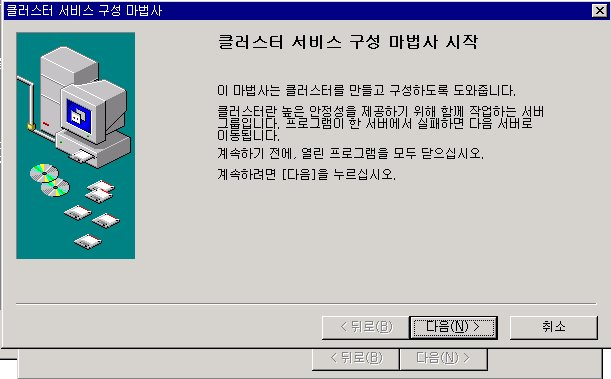 클러스터 서비스 구성 마법사
클러스터 서비스 구성 마법사 시작
이 마법사는 클러스터를 만들고 구성하도록 도와줍니다.
클러스터란 높은 안정성을 제공하기 위해 함께 작업하는 서버
그룹입니다. 프로그램이 한 서버에서 실패하면 다음 서버로
이동됩니다.
계속하기 전에, 열린 프로그램을 모두 닫으십시오.
계속하려면 [다음]을 누르십시오.
< 뒤로(B) 다음(N) > 취소
< 뒤로(B) 다음(N) >